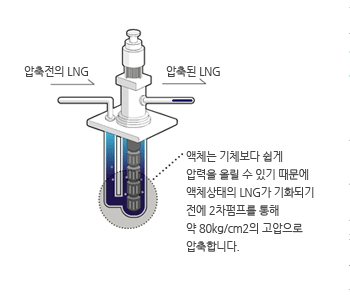 압축전의 LNG
압축된 LNG
액체는 기체보다 쉽게
압력을 올릴 수 있기 때문에
액체상태의 LNG가 기화되기
전에 2차펌프를 통해
약 80kg/cm2의 고압으로
압축합니다.